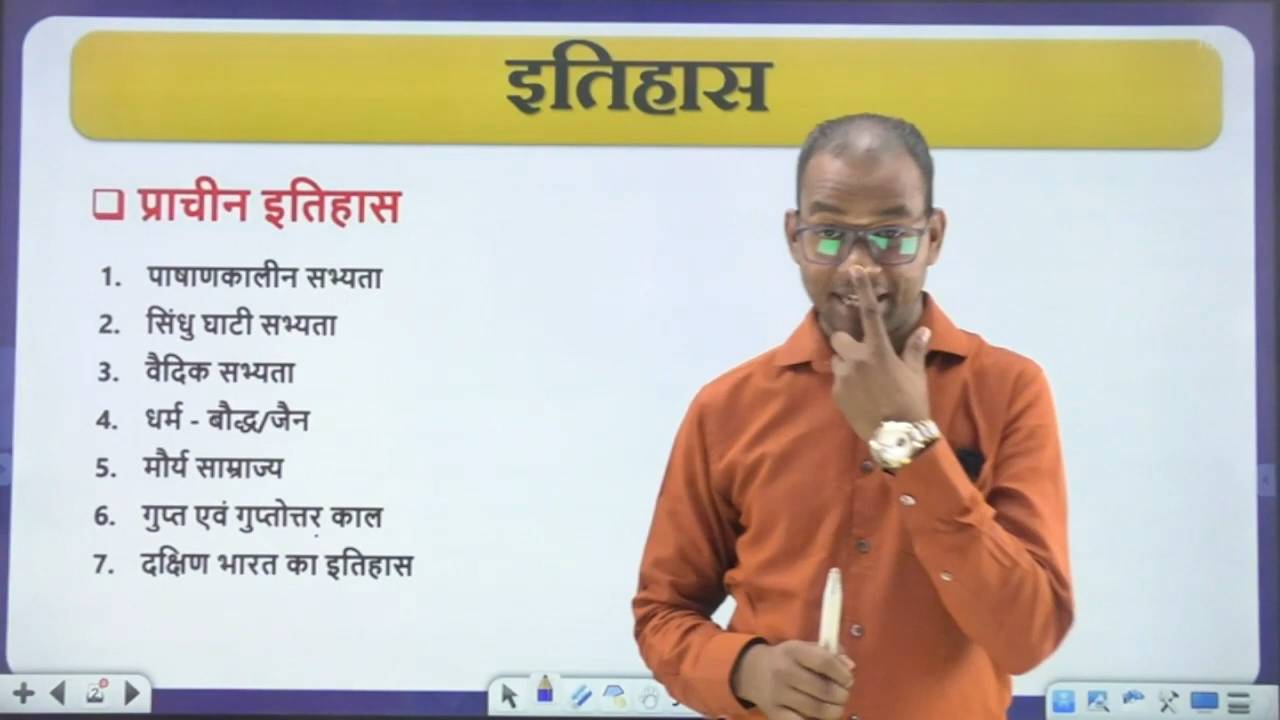 इतिहास
❑ प्राचीन इतिहास
1. पाषाणकालीन सभ्यता
2. सिंधु घाटी सभ्यता
3. वैदिक सभ्यता
4. धर्म - बौद्ध/जैन
5. मौर्य साम्राज्य
6. गुप्त एवं गुप्तोत्तर काल
7. दक्षिण भारत का इतिहास
2